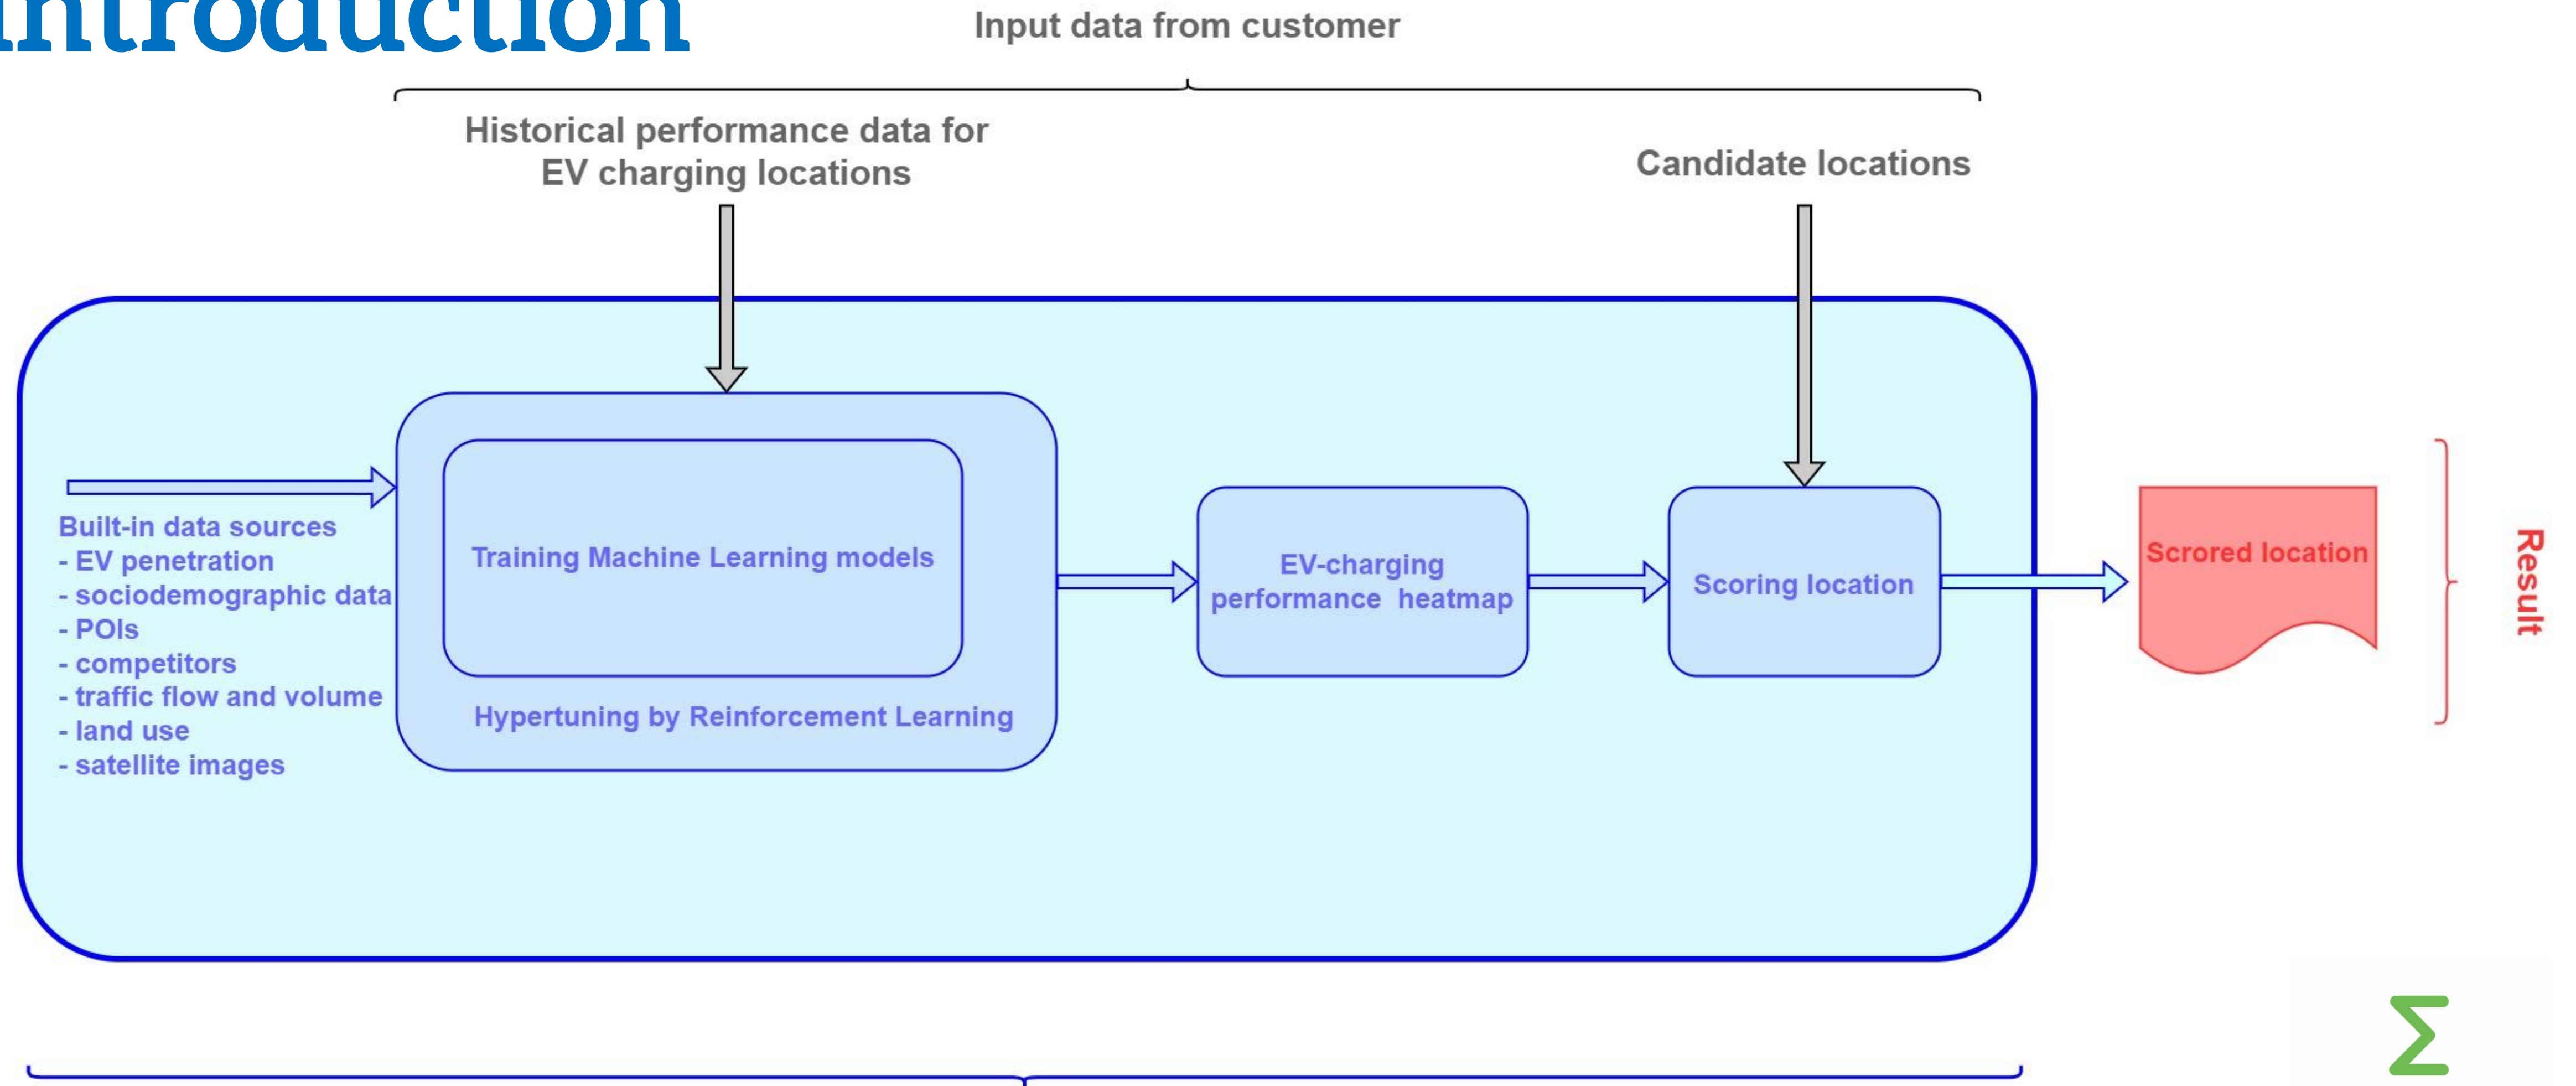 Introduction
Input data from customer
Historical performance data for
EV charging locations
Candidate locations
Built-in data sources
- EV penetration
- sociodemographic data
- POIs
- competitors
- traffic flow and volume
- land use
- satellite images
Training Machine Learning models
Hypertuning by Reinforcement Learning
EV-charging
performance heatmap
Scoring location
Scrored location
Result
Σ